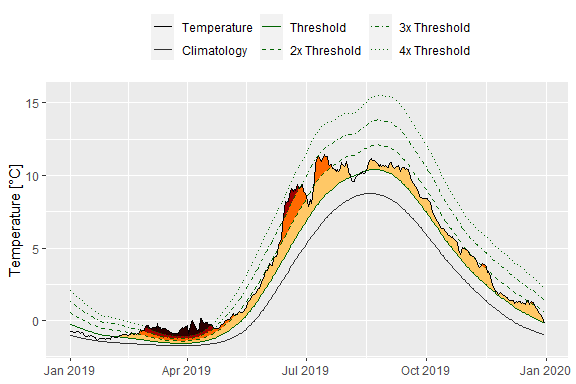 Temperature Threshold 3x Threshold
Climatology 2x Threshold 4x Threshold
Temperature [°C]
15
10
5
0
Jan 2019 Apr 2019 Jul 2019 Oct 2019 Jan 2020